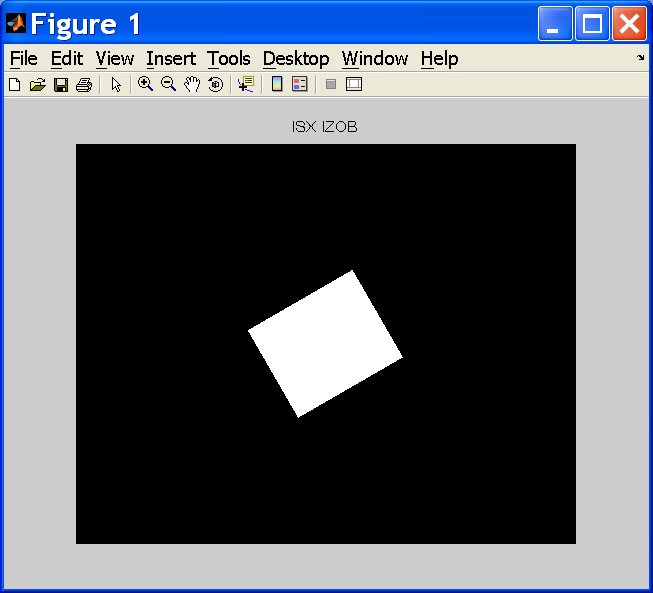 Figure 1
File Edit View Insert Tools Desktop Window Help
ISX IZOB